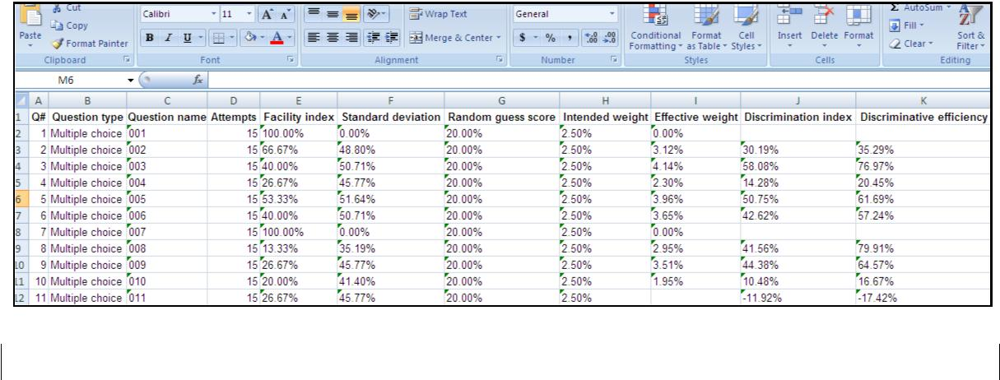 Cut
Calibri 11 A A Wrap Text General Σ AutoSum
Copy Fill
Paste Format Painter B I U A Merge & Center $ % , .00 .00 Conditional Formatting Format as Table Cell Styles Insert Delete Format Clear Sort & Filter
Clipboard Font Alignment Number Styles Cells Editing
M6 fx
A B C D E F G H I J K
1 Q# Question type Question name Attempts Facility index Standard deviation Random guess score Intended weight Effective weight Discrimination index Discriminative efficiency
2 1 Multiple choice 001 15 100.00% 0.00% 20.00% 2.50% 0.00%
3 2 Multiple choice 002 15 66.67% 48.80% 20.00% 2.50% 3.12% 30.19% 35.29%
4 3 Multiple choice 003 15 40.00% 50.71% 20.00% 2.50% 4.14% 58.08% 76.97%
5 4 Multiple choice 004 15 26.67% 45.77% 20.00% 2.50% 2.30% 14.28% 20.45%
6 5 Multiple choice 005 15 53.33% 51.64% 20.00% 2.50% 3.96% 50.75% 61.69%
7 6 Multiple choice 006 15 40.00% 50.71% 20.00% 2.50% 3.65% 42.62% 57.24%
8 7 Multiple choice 007 15 100.00% 0.00% 20.00% 2.50% 0.00%
9 8 Multiple choice 008 15 13.33% 35.19% 20.00% 2.50% 2.95% 41.56% 79.91%
10 9 Multiple choice 009 15 26.67% 45.77% 20.00% 2.50% 3.51% 44.38% 64.57%
11 10 Multiple choice 010 15 20.00% 41.40% 20.00% 2.50% 1.95% 10.48% 16.67%
12 11 Multiple choice 011 15 26.67% 45.77% 20.00% 2.50% -11.92% -17.42%